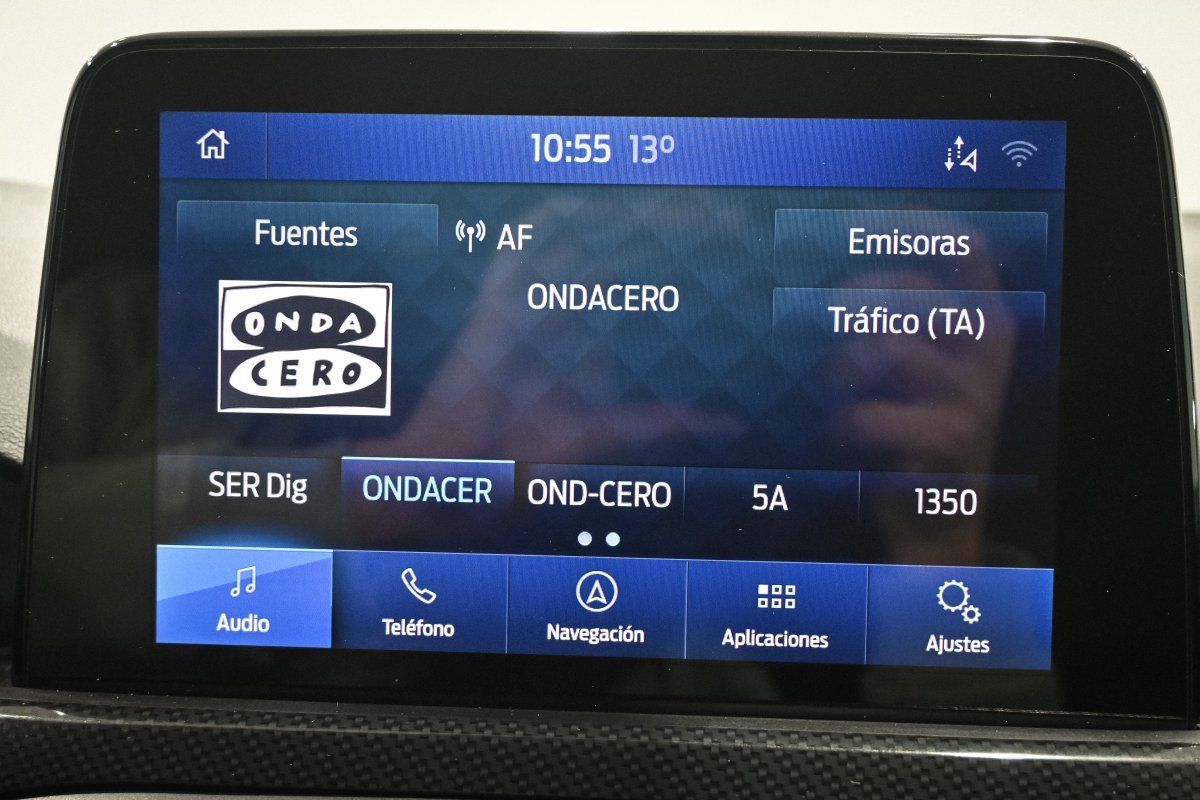 10:55 13º
Fuentes
AF
Emisoras
ONDACERO
Tráfico (TA)
ONDA
CERO
SER Dig
ONDACER
OND-CERO
5A
1350
Audio
Teléfono
Navegación
Aplicaciones
Ajustes